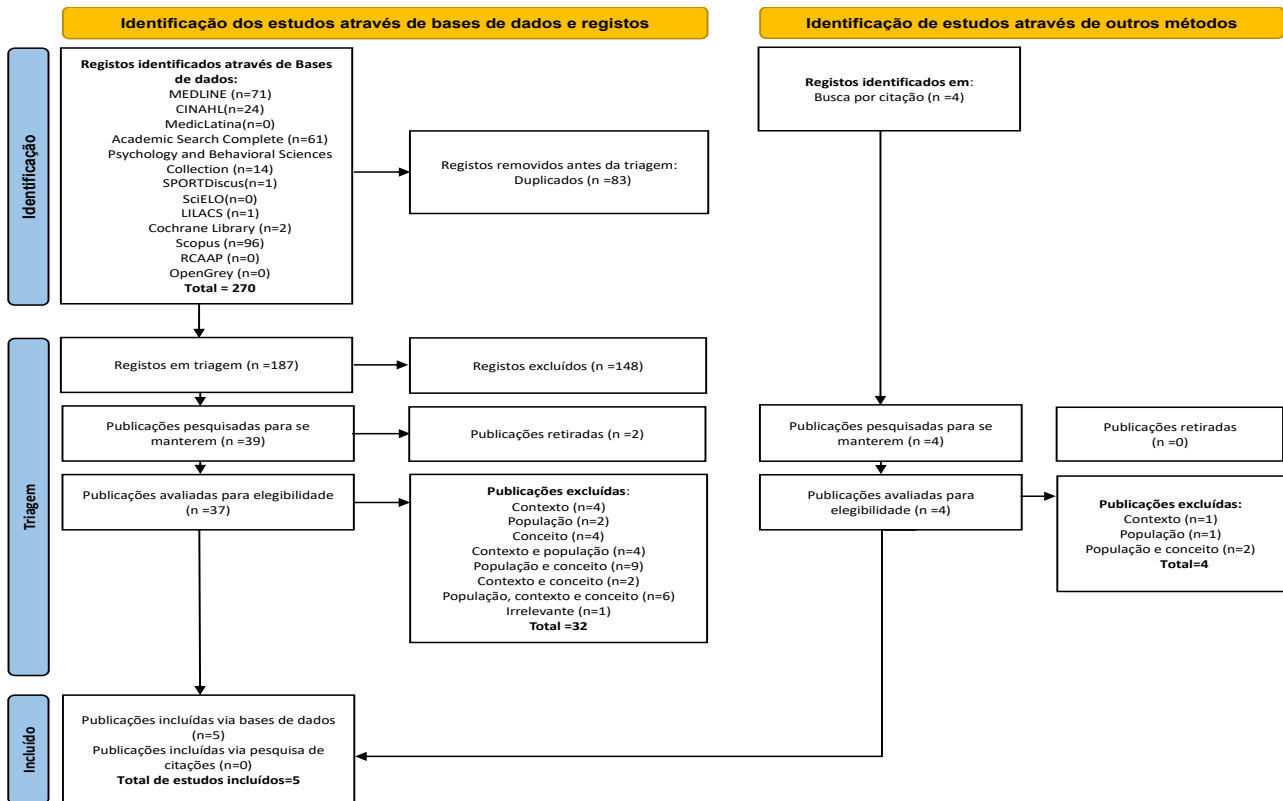 Identificação dos estudos através de bases de dados e registos
Identificação de estudos através de outros métodos
Identificação
Registos identificados através de Bases
de dados:
MEDLINE (n=71)
CINAHL(n=24)
MedicLatina(n=0)
Academic Search Complete (n=61)
Psychology and Behavioral Sciences
Collection (n=14)
SPORTDiscus(n=1)
SciELO(n=0)
LILACS (n=1)
Cochrane Library (n=2)
Scopus (n=96)
RCAAP (n=0)
OpenGrey (n=0)
Total = 270
Registos removidos antes da triagem:
Duplicados (n =83)
Registos identificados em:
Busca por citação (n =4)
Triagem
Registos em triagem (n =187)
Registos excluídos (n =148)
Publicações pesquisadas para se
manterem (n =39)
Publicações retiradas (n =2)
Publicações pesquisadas para se
manterem (n =4)
Publicações retiradas
(n =0)
Publicações avaliadas para elegibilidade
(n =37)
Publicações excluídas:
Contexto (n=4)
População (n=2)
Conceito (n=4)
Contexto e população (n=4)
População e conceito (n=9)
Contexto e conceito (n=2)
População, contexto e conceito (n=6)
Irrelevante (n=1)
Total =32
Publicações avaliadas para
elegibilidade (n =4)
Publicações excluídas:
Contexto (n=1)
População (n=1)
População e conceito (n=2)
Total=4
Incluído
Publicações incluídas via bases de dados
(n=5)
Publicações incluídas via pesquisa de
citações (n=0)
Total de estudos incluídos=5